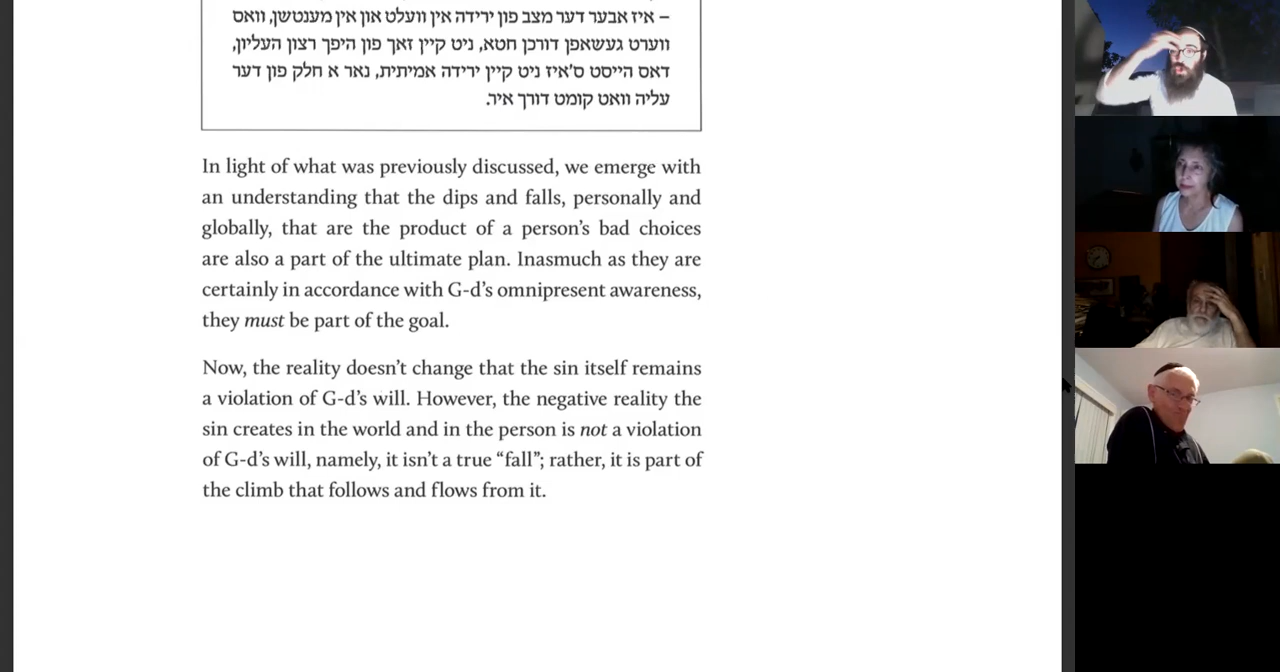 – איז אבער דער מצב פון ירידה אין וועלט און אין מענטשן, וואס
ווערט געשאפן דורכן חטא, ניט קיין זאך פון היפך רצון העליון,
דאס הייסט ס'איז ניט קיין ירידה אמיתית, נאר א חלק פון דער
עליה וואט קומט דורך איר.
In light of what was previously discussed, we emerge with
an understanding that the dips and falls, personally and
globally, that are the product of a person’s bad choices
are also a part of the ultimate plan. Inasmuch as they are
certainly in accordance with G-d’s omnipresent awareness,
they must be part of the goal.
Now, the reality doesn’t change that the sin itself remains
a violation of G-d’s will. However, the negative reality the
sin creates in the world and in the person is not a violation
of G-d’s will, namely, it isn’t a true “fall”; rather, it is part of
the climb that follows and flows from it.